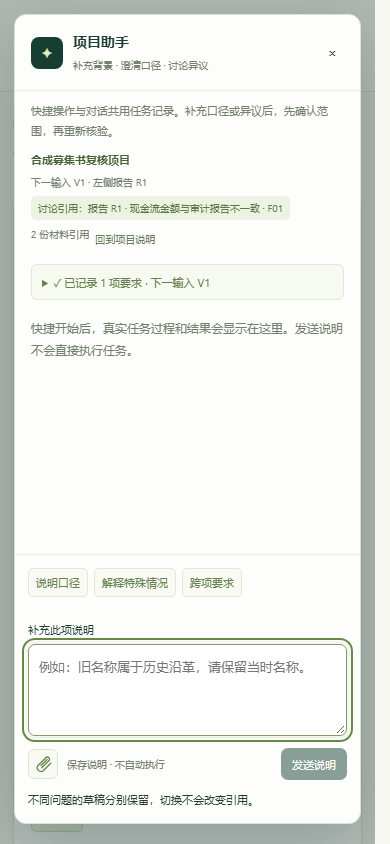 项目助手
补充背景 · 澄清口径 · 讨论异议
×
快捷操作与对话共用任务记录。补充口径或异议后，先确认范
围，再重新核验。
合成募集书复核项目
下一输入 V1 · 左侧报告 R1
讨论引用：报告 R1 · 现金流金额与审计报告不一致 · F01
2 份材料引用 回到项目说明
▶ ✓ 已记录 1 项要求 · 下一输入 V1
快捷开始后，真实任务过程和结果会显示在这里。发送说明
不会直接执行任务。
说明口径 解释特殊情况 跨项要求
补充此项说明
例如：旧名称属于历史沿革，请保留当时名称。
保存说明 · 不自动执行 发送说明
不同问题的草稿分别保留，切换不会改变引用。